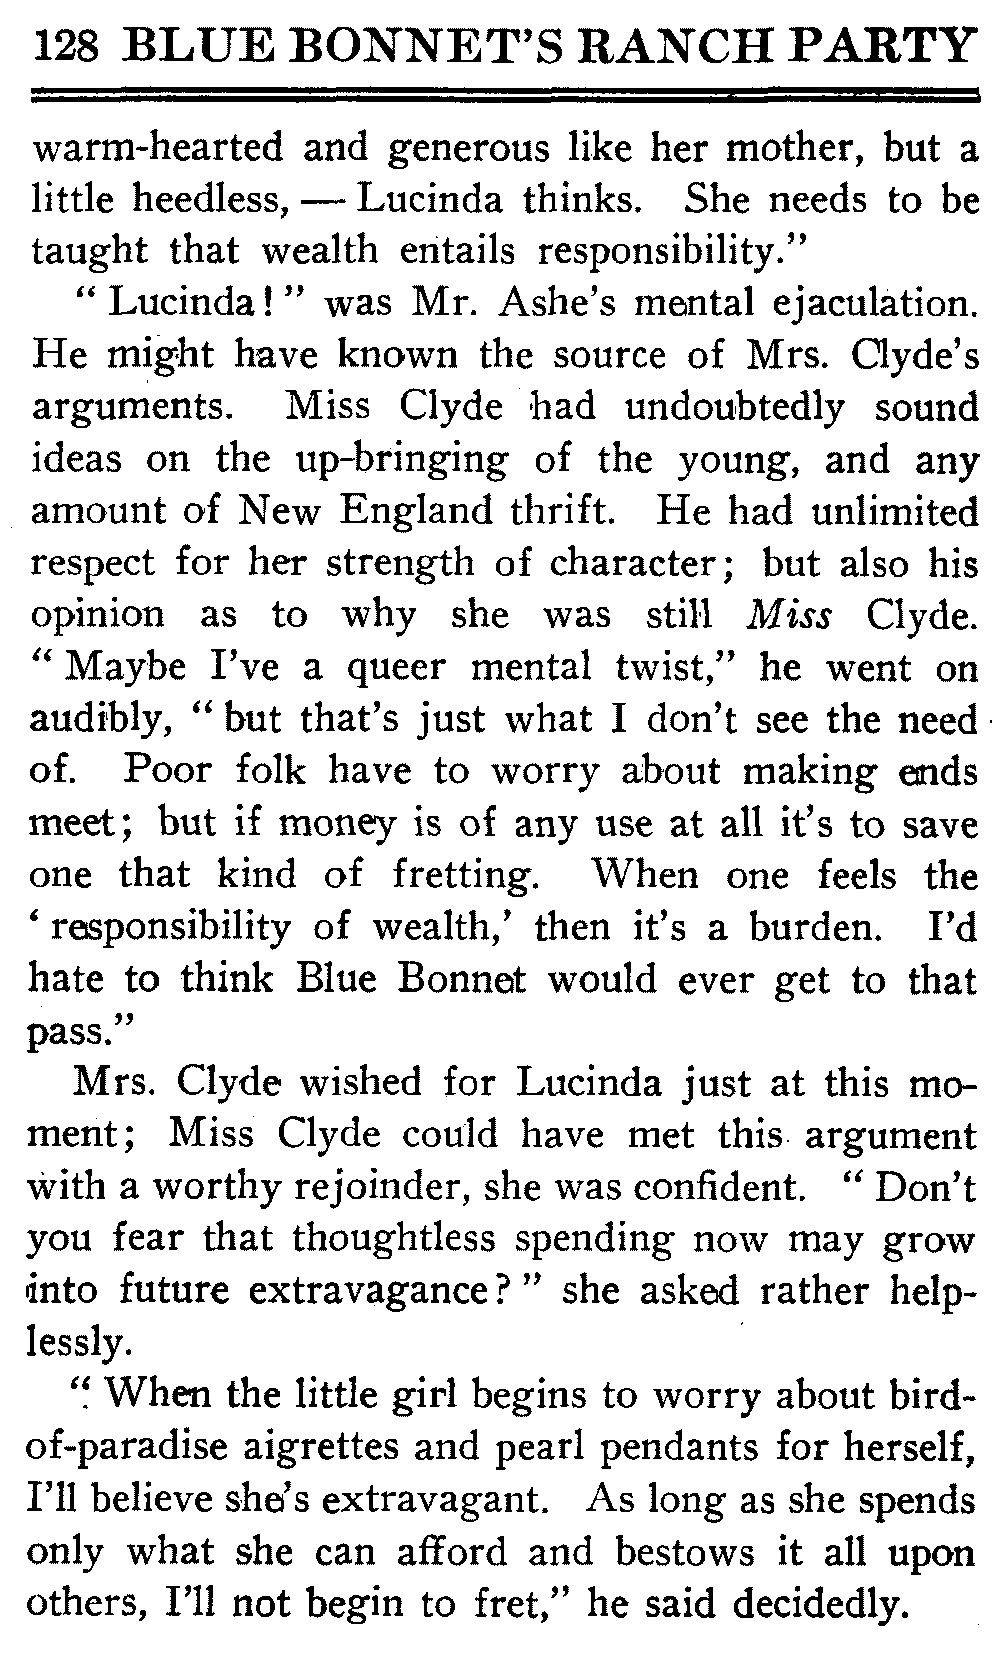 128 BLUE BONNET'S RANCH PARTY
warm-hearted and generous like her mother, but a
little heedless, — Lucinda thinks. She needs to be
taught that wealth entails responsibility."
" Lucinda! " was Mr. Ashe's mental ejaculation.
He might have known the source of Mrs. Clyde's
arguments. Miss Clyde had undoubtedly sound
ideas on the up-bringing of the young, and any
amount of New England thrift. He had unlimited
respect for her strength of character; but also his
opinion as to why she was still Miss Clyde.
" Maybe I've a queer mental twist," he went on
audibly, " but that's just what I don't see the need
of. Poor folk have to worry about making ends
meet; but if money is of any use at all it's to save
one that kind of fretting. When one feels the
' responsibility of wealth,' then it's a burden. I'd
hate to think Blue Bonnet would ever get to that
pass."
Mrs. Clyde wished for Lucinda just at this mo-
ment; Miss Clyde could have met this argument
with a worthy rejoinder, she was confident. " Don't
you fear that thoughtless spending now may grow
into future extravagance? " she asked rather help-
lessly.
" When the little girl begins to worry about bird-
of-paradise aigrettes and pearl pendants for herself,
I'll believe she's extravagant. As long as she spends
only what she can afford and bestows it all upon
others, I'll not begin to fret," he said decidedly.